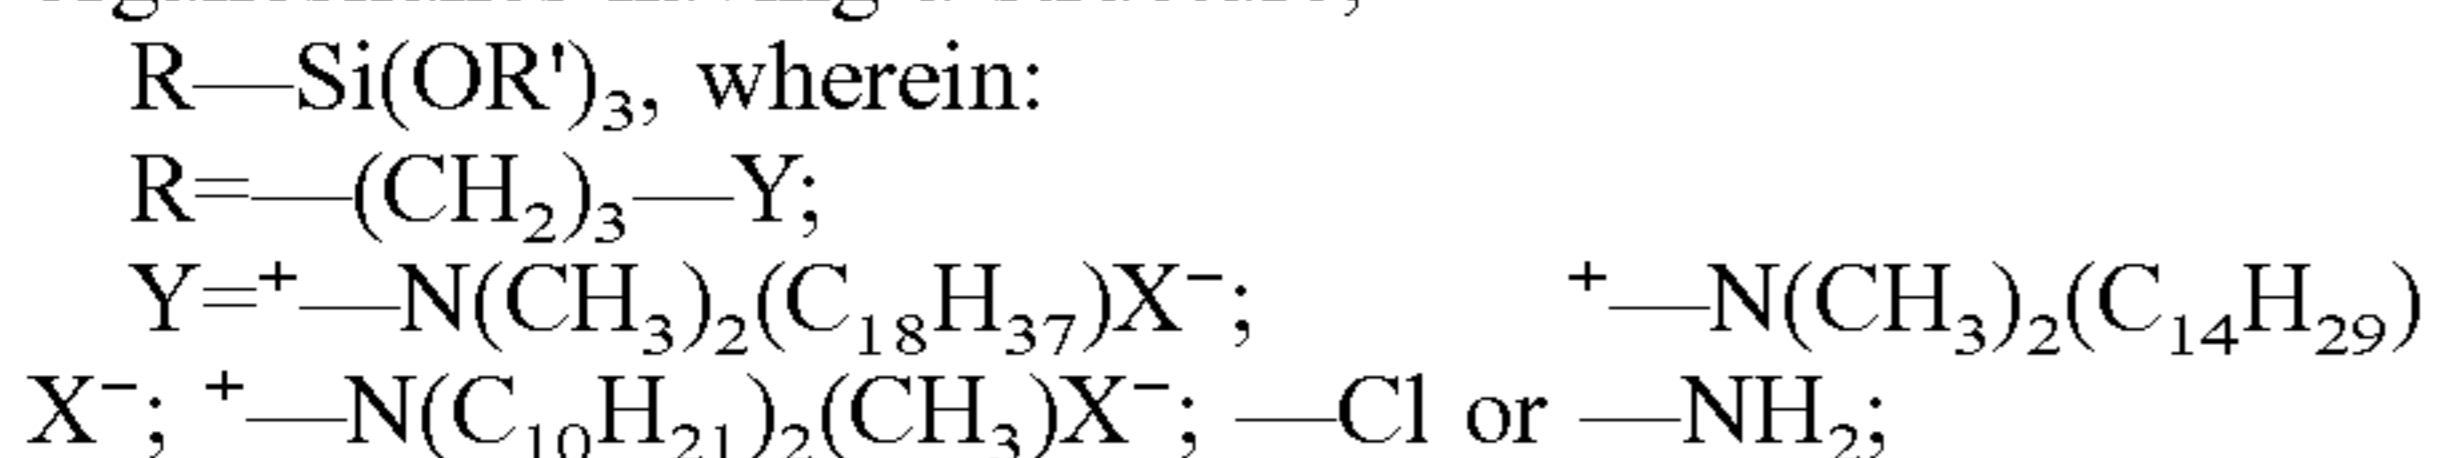 R—Si(OR')₃, wherein:
R=—(CH₂)₃—Y;
Y=⁺—N(CH₃)₂(C₁₈H₃₇)X⁻; ⁺—N(CH₃)₂(C₁₄H₂₉)
X⁻; ⁺—N(C₁₀H₂₁)₂(CH₃)X⁻; —Cl or —NH₂;